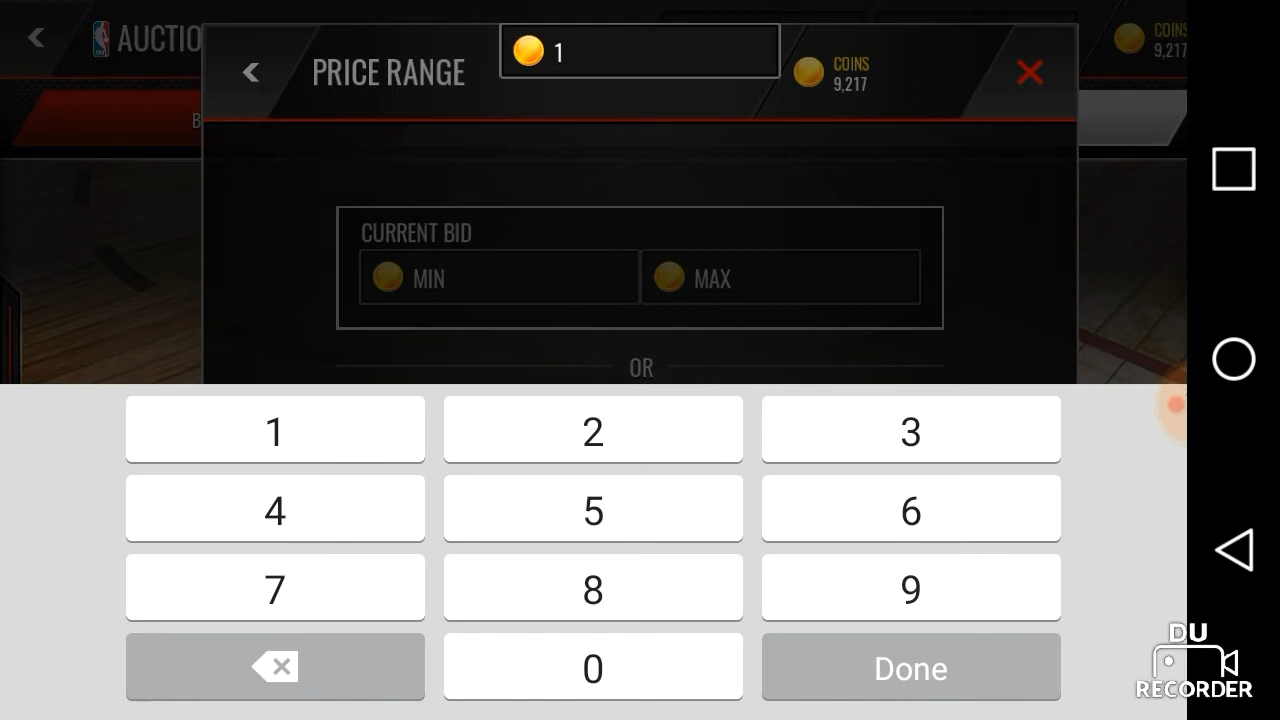 AUCTIO
PRICE RANGE
1
COINS
9,217
COINS
9,217
B
CURRENT BID
MIN
MAX
OR
1
2
3
4
5
6
7
8
9
0
Done
DU
RECORDER